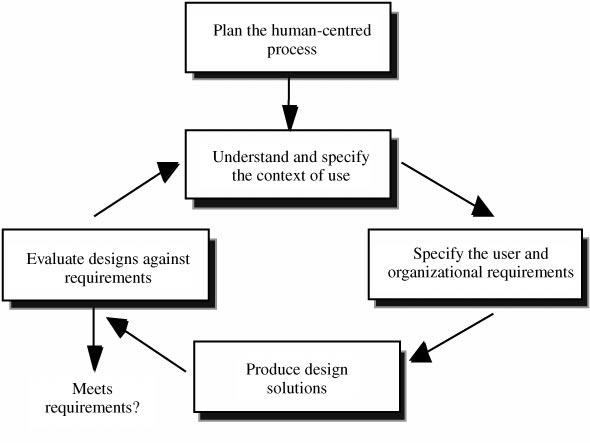 Plan the human-centred
process
Understand and specify
the context of use
Evaluate designs against
requirements
Specify the user and
organizational requirements
Produce design
solutions
Meets
requirements?